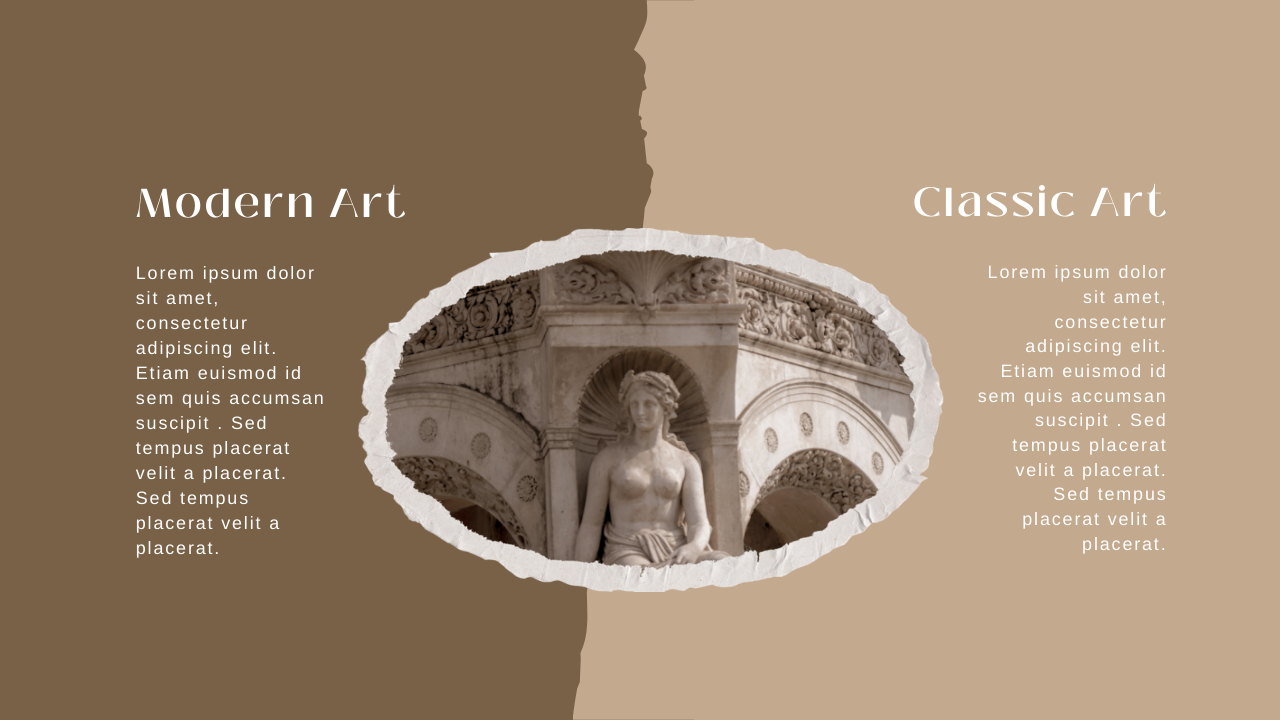 Modern Art
Lorem ipsum dolor
sit amet,
consectetur
adipiscing elit.
Etiam euismod id
sem quis accumsan
suscipit . Sed
tempus placerat
velit a placerat.
Sed tempus
placerat velit a
placerat.
Classic Art
Lorem ipsum dolor
sit amet,
consectetur
adipiscing elit.
Etiam euismod id
sem quis accumsan
suscipit . Sed
tempus placerat
velit a placerat.
Sed tempus
placerat velit a
placerat.